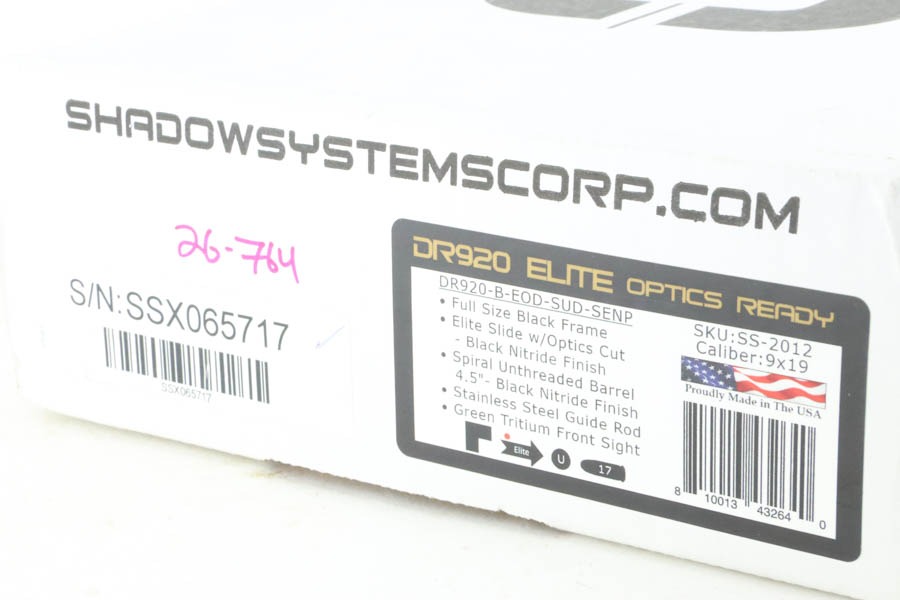 SHADOWSYSTEMSCORP.COM
26-764
S/N:SSX065717
SSX065717
DR920 ELITE OPTICS READY
DR920-B-EOD-SUD-SENP
• Full Size Black Frame
• Elite Slide w/Optics Cut
- Black Nitride Finish
• Spiral Unthreaded Barrel
4.5"- Black Nitride Finish
• Stainless Steel Guide Rod
• Green Tritium Front Sight
Elite
U
17
SKU:SS-2012
Caliber:9x19
Proudly Made in The USA
8 10013 43264 0